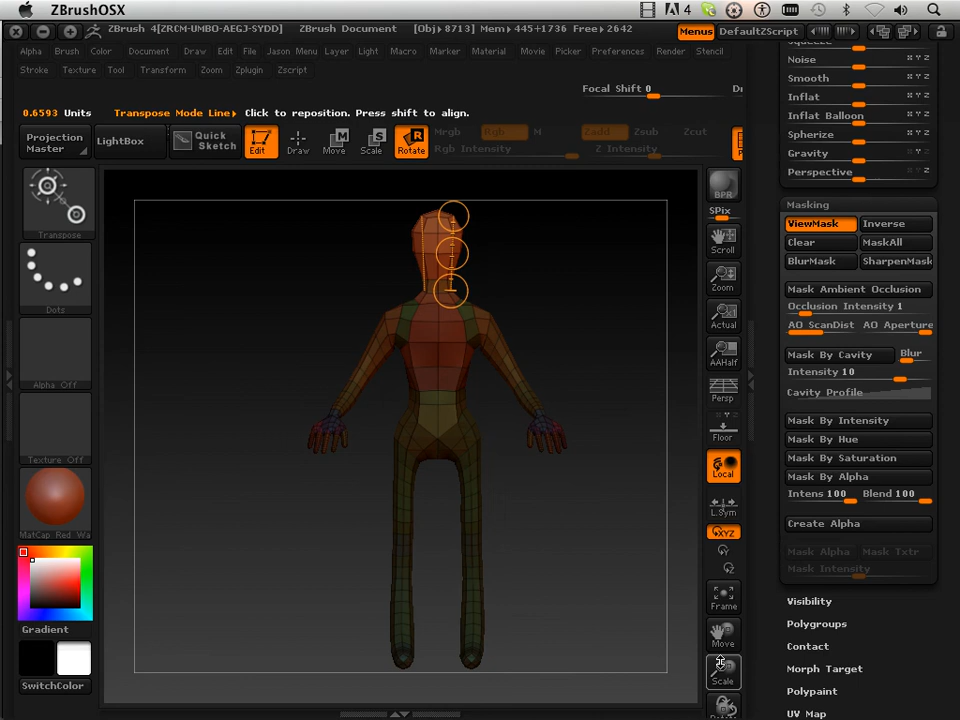 ZBrushOSX
4
ZBrush 4[ZRCM-UMBO-AEGJ-SYDD] ZBrush Document [Obj▸8713] Mem▸445+1736 Free▸2642
Menus DefaultZScript
Alpha Brush Color Document Draw Edit File Jason Menu Layer Light Macro Marker Material Movie Picker Preferences Render Stencil
Stroke Texture Tool Transform Zoom Zplugin Zscript
Focal Shift 0
0.6593 Units Transpose Mode Line▸ Click to reposition. Press shift to align.
Projection Master
LightBox
Quick Sketch
Edit
Draw
Move
Scale
Rotate
Mrgb Rgb M Zadd Zsub Zcut
Rgb Intensity Z Intensity
Transpose
Dots
Alpha Off
Texture Off
MatCap Red Wa
Gradient
SwitchColor
BPR
SPix
Scroll
Zoom
Actual
AAHalf
Persp
Floor
Local
L.Sym
XYZ
Y
Z
Frame
Move
Scale
Squeeze
Noise
Smooth
Inflat
Inflat Balloon
Spherize
Gravity
Perspective
Masking
ViewMask Inverse
Clear MaskAll
BlurMask SharpenMask
Mask Ambient Occlusion
Occlusion Intensity 1
AO ScanDist AO Aperture
Mask By Cavity Blur
Intensity 10
Cavity Profile
Mask By Intensity
Mask By Hue
Mask By Saturation
Mask By Alpha
Intens 100 Blend 100
Create Alpha
Mask Alpha Mask Txtr
Mask Intensity
Visibility
Polygroups
Contact
Morph Target
Polypaint
UV Map